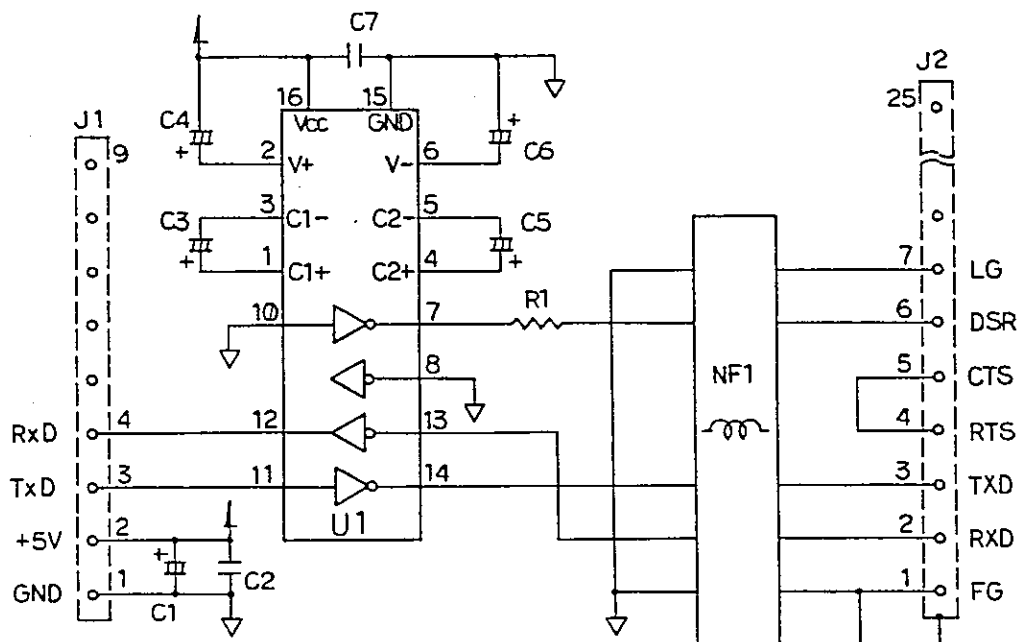 C7
J2
25
16
15
J1
C4
VCC
GND
+
C6
+
9
2
V+
V-
6
3
C1-
C2-
5
C3
C5
+
1
C1+
C2+
4
+
7
LG
10
7
R1
6
DSR
8
NF1
5
CTS
RxD
4
12
13
4
RTS
TxD
3
11
14
3
TXD
+5V
2
U1
2
RXD
+
GND
1
C1
C2
1
FG